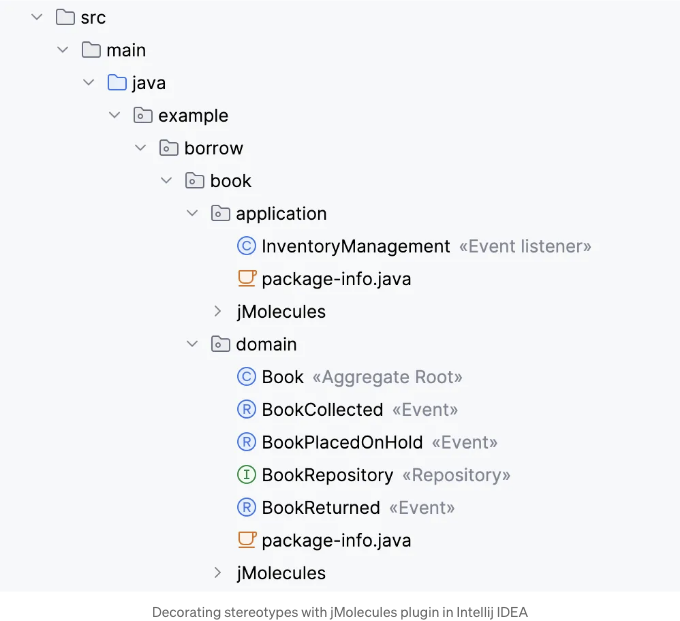 src
main
java
example
borrow
book
application
C InventoryManagement «Event listener»
package-info.java
jMolecules
domain
C Book «Aggregate Root»
R BookCollected «Event»
R BookPlacedOnHold «Event»
I BookRepository «Repository»
R BookReturned «Event»
package-info.java
jMolecules
Decorating stereotypes with jMolecules plugin in Intellij IDEA